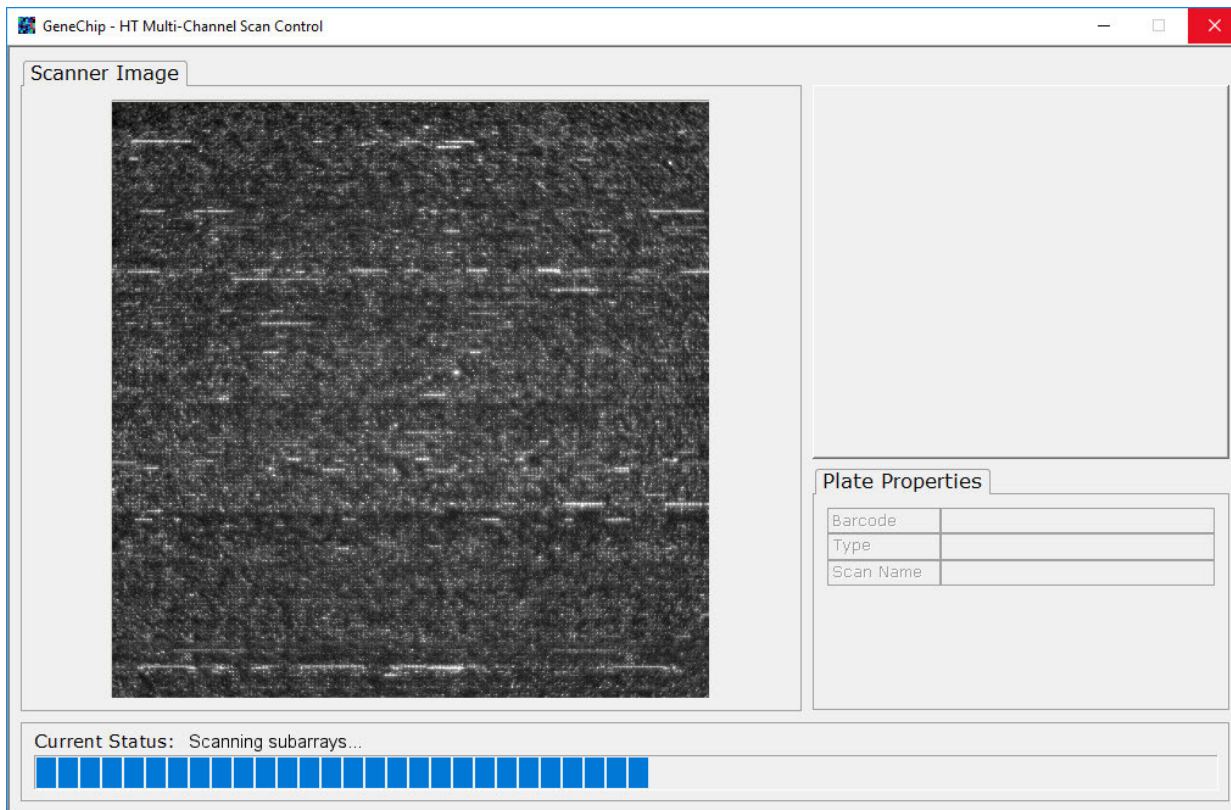 GeneChip - HT Multi-Channel Scan Control
Scanner Image
Plate Properties
Barcode
Type
Scan Name
Current Status: Scanning subarrays...